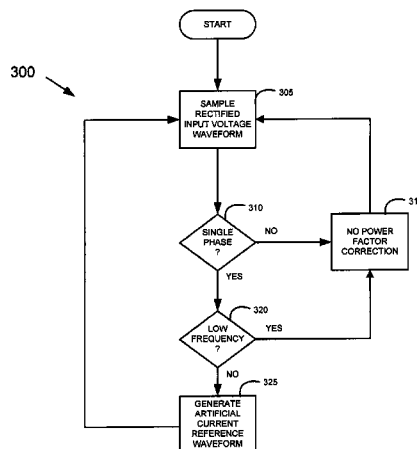 START
300
305
SAMPLE
RECTIFIED
INPUT VOLTAGE
WAVEFORM
310
31
SINGLE
PHASE
?
NO
NO POWER
FACTOR
CORRECTION
YES
320
LOW
FREQUENCY
?
YES
NO
325
GENERATE
ARTIFICIAL
CURRENT
REFERENCE
WAVEFORM